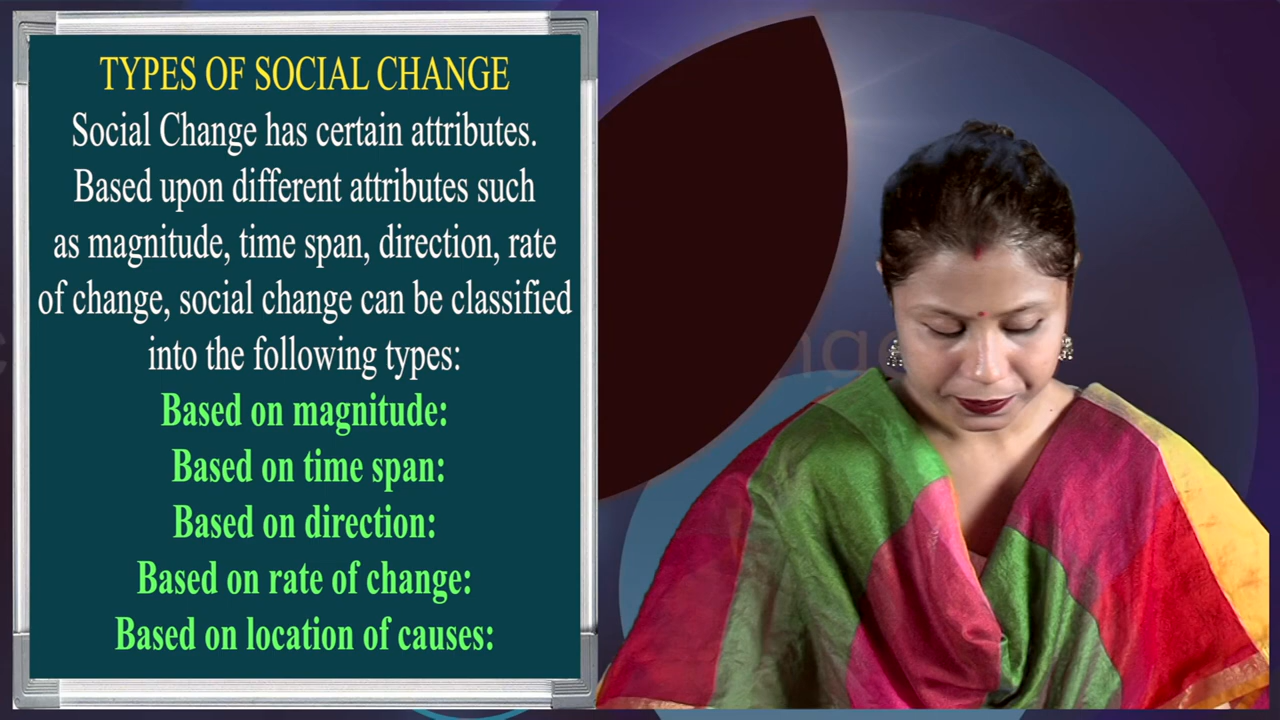 TYPES OF SOCIAL CHANGE
Social Change has certain attributes.
Based upon different attributes such
as magnitude, time span, direction, rate
of change, social change can be classified
into the following types:
Based on magnitude:
Based on time span:
Based on direction:
Based on rate of change:
Based on location of causes: